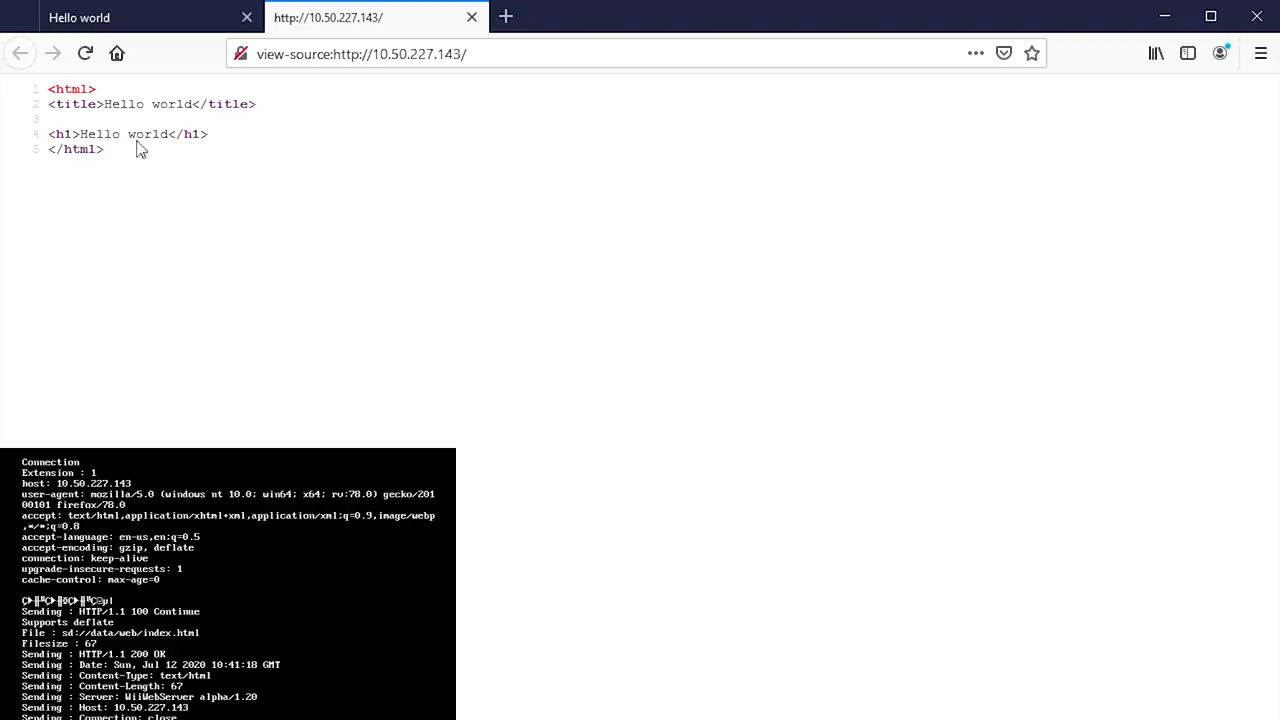 Hello world
http://10.50.227.143/
view-source:http://10.50.227.143/
1 <html>
2 <title>Hello world</title>
3
4 <h1>Hello world</h1>
5 </html>
Connection
Extension : 1
host: 10.50.227.143
user-agent: mozilla/5.0 (windows nt 10.0; win64; x64; rv:78.0) gecko/201
00101 firefox/78.0
accept: text/html,application/xhtml+xml,application/xml;q=0.9,image/webp
,*/*;q=0.8
accept-language: en-us,en;q=0.5
accept-encoding: gzip, deflate
connection: keep-alive
upgrade-insecure-requests: 1
cache-control: max-age=0
Sending : HTTP/1.1 100 Continue
Supports deflate
File : sd://data/web/index.html
Filesize : 67
Sending : HTTP/1.1 200 OK
Sending : Date: Sun, Jul 12 2020 10:41:18 GMT
Sending : Content-Type: text/html
Sending : Content-Length: 67
Sending : Server: WiiWebServer alpha/1.20
Sending : Host: 10.50.227.143
Sending : Connection: close